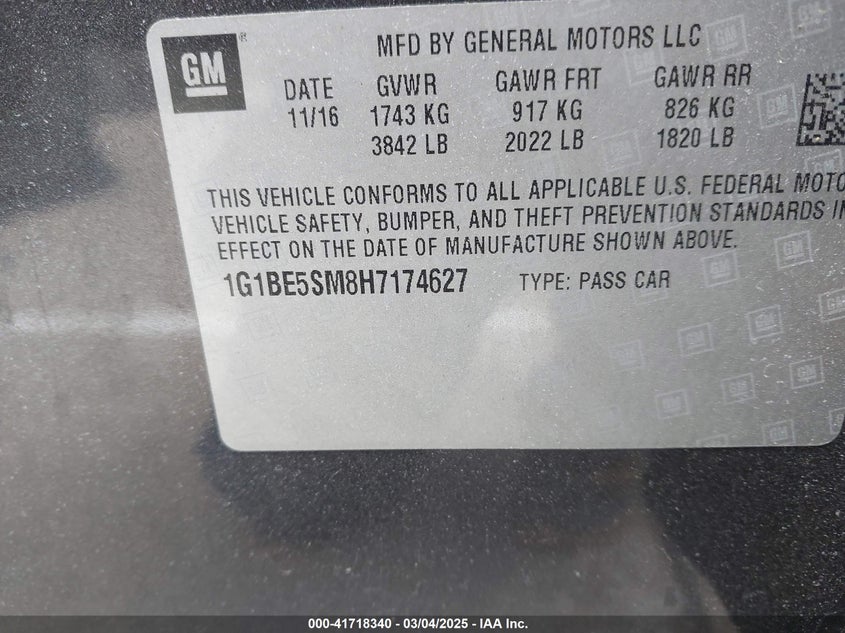 GM
MFD BY GENERAL MOTORS LLC
DATE GVWR GAWR FRT GAWR RR
11/16 1743 KG 917 KG 826 KG
3842 LB 2022 LB 1820 LB
THIS VEHICLE CONFORMS TO ALL APPLICABLE U.S. FEDERAL MOTO
VEHICLE SAFETY, BUMPER, AND THEFT PREVENTION STANDARDS IN
EFFECT ON THE DATE OF MANUFACTURE SHOWN ABOVE.
1G1BE5SM8H7174627 TYPE: PASS CAR
000-41718340 - 03/04/2025 - IAA Inc.